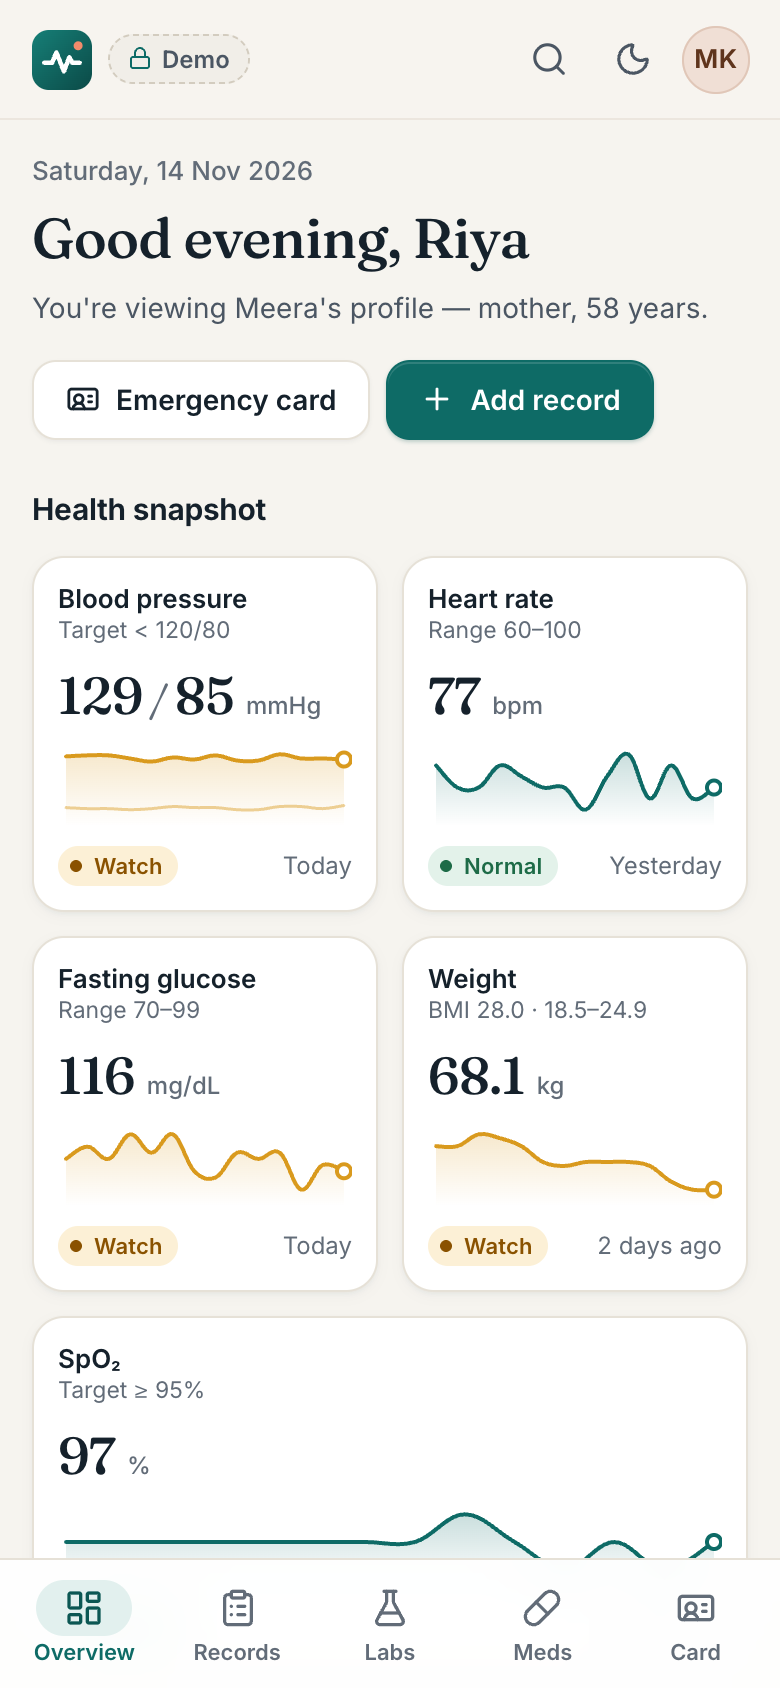 Demo
MK
Saturday, 14 Nov 2026
Good evening, Riya
You're viewing Meera's profile — mother, 58 years.
Emergency card
Add record
Health snapshot
Blood pressure
Target < 120/80
129/85 mmHg
Watch
Today
Heart rate
Range 60–100
77 bpm
Normal
Yesterday
Fasting glucose
Range 70–99
116 mg/dL
Watch
Today
Weight
BMI 28.0 · 18.5–24.9
68.1 kg
Watch
2 days ago
SpO₂
Target ≥ 95%
97 %
Overview
Records
Labs
Meds
Card